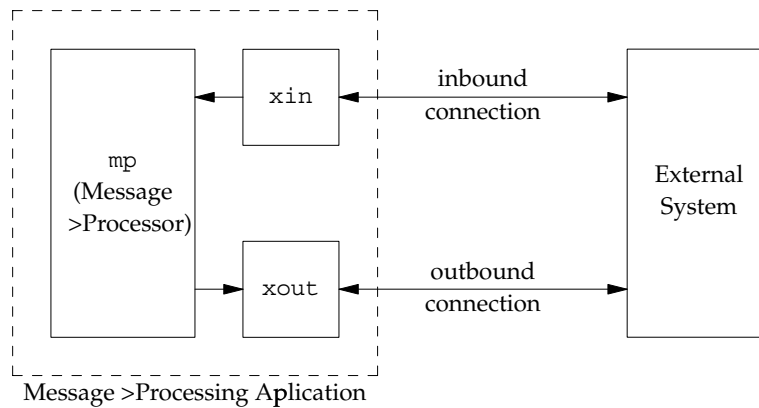 mp
(Message
>Processor)
xin
xout
inbound
connection
outbound
connection
External
System
Message >Processing Aplication